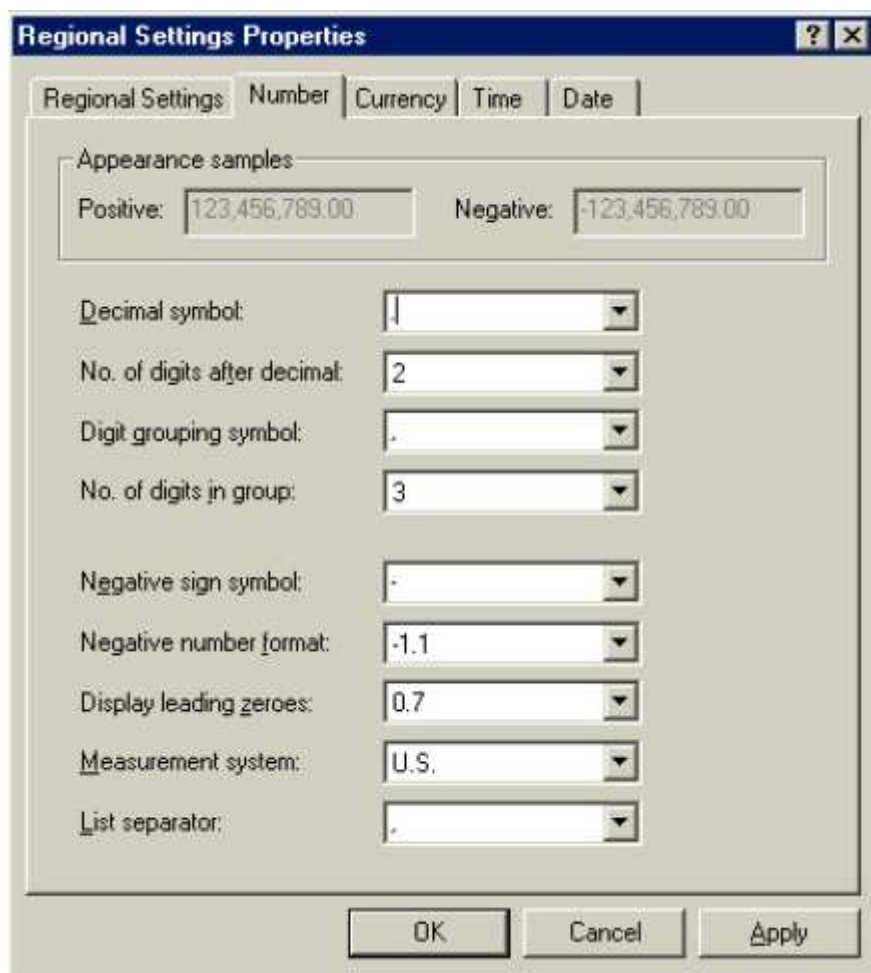 Regional Settings Properties
Regional Settings Number Currency Time Date
Appearance samples
Positive: 123,456,789.00 Negative: -123,456,789.00
Decimal symbol: .
No. of digits after decimal: 2
Digit grouping symbol: ,
No. of digits in group: 3
Negative sign symbol: -
Negative number format: -1.1
Display leading zeroes: 0.7
Measurement system: U.S.
List separator: ,
OK Cancel Apply